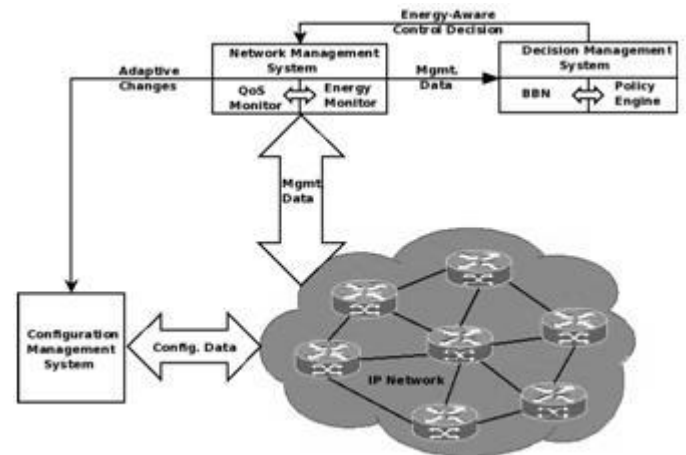 Energy-Aware
Control Decision
Network Management
System
QoS
Monitor
Energy
Monitor
Decision Management
System
BBN
Policy
Engine
Adaptive
Changes
Mgmt.
Data
Mgmt.
Data
Configuration
Management
System
Config. Data
IP Network